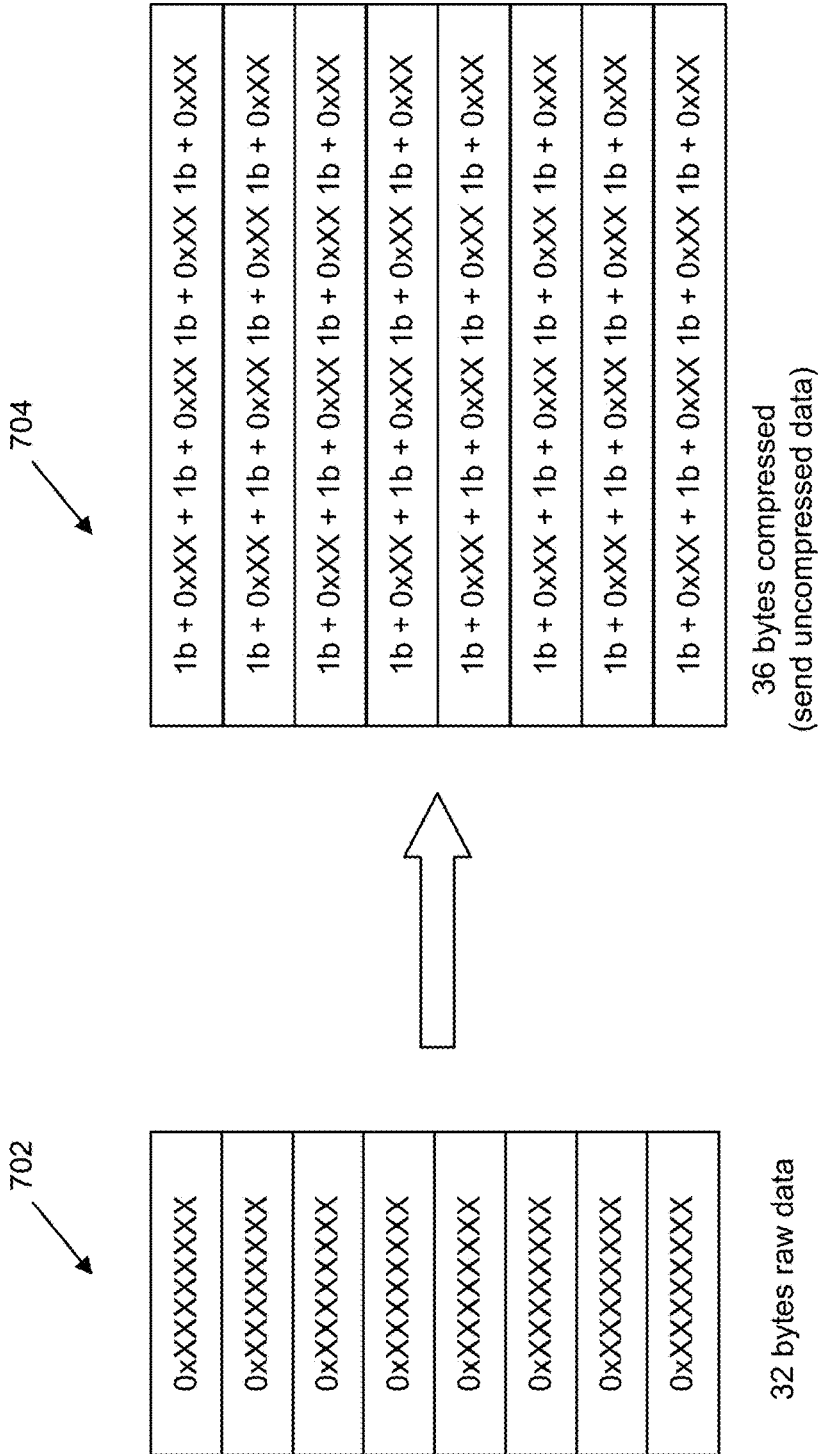 702
0xXXXXXXXX
0xXXXXXXXX
0xXXXXXXXX
0xXXXXXXXX
0xXXXXXXXX
0xXXXXXXXX
0xXXXXXXXX
0xXXXXXXXX
32 bytes raw data
704
1b + 0xXX + 1b + 0xXX 1b + 0xXX 1b + 0xXX
1b + 0xXX + 1b + 0xXX 1b + 0xXX 1b + 0xXX
1b + 0xXX + 1b + 0xXX 1b + 0xXX 1b + 0xXX
1b + 0xXX + 1b + 0xXX 1b + 0xXX 1b + 0xXX
1b + 0xXX + 1b + 0xXX 1b + 0xXX 1b + 0xXX
1b + 0xXX + 1b + 0xXX 1b + 0xXX 1b + 0xXX
1b + 0xXX + 1b + 0xXX 1b + 0xXX 1b + 0xXX
1b + 0xXX + 1b + 0xXX 1b + 0xXX 1b + 0xXX
36 bytes compressed
(send uncompressed data)